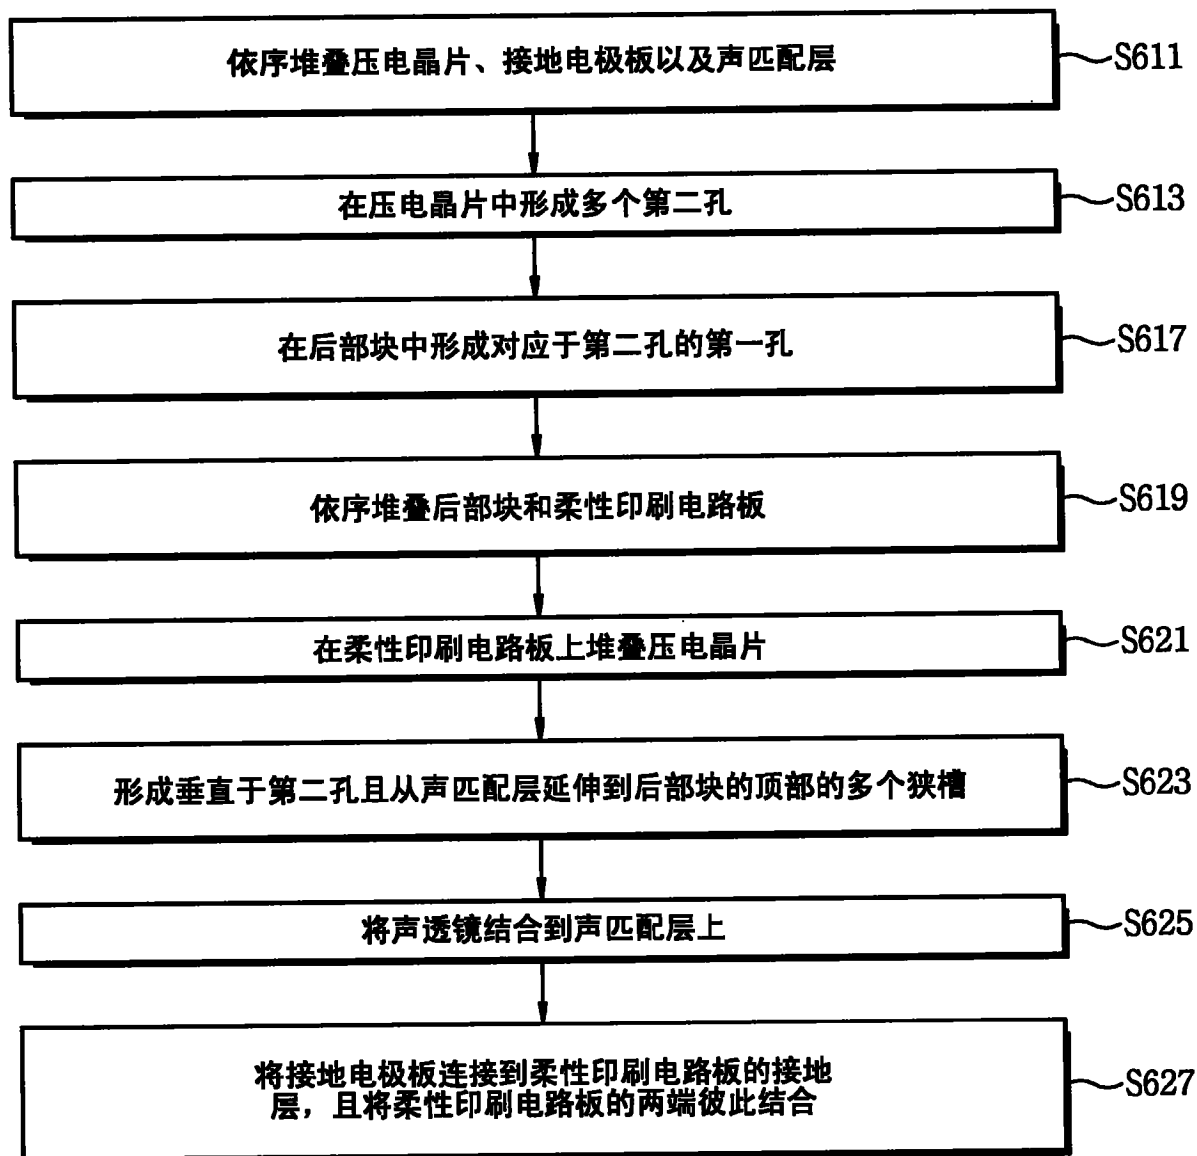 依序堆叠压电晶片、接地电极板以及声匹配层
S611
在压电晶片中形成多个第二孔
S613
在后部块中形成对应于第二孔的第一孔
S617
依序堆叠后部块和柔性印刷电路板
S619
在柔性印刷电路板上堆叠压电晶片
S621
形成垂直于第二孔且从声匹配层延伸到后部块的顶部的多个狭槽
S623
将声透镜结合到声匹配层上
S625
将接地电极板连接到柔性印刷电路板的接地
层，且将柔性印刷电路板的两端彼此结合
S627